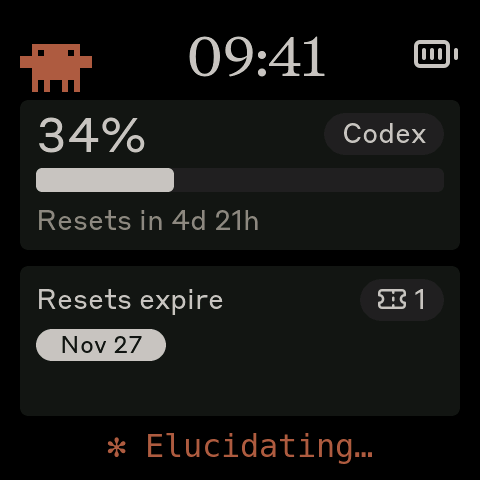 09:41
34%
Codex
Resets in 4d 21h
Resets expire
1
Nov 27
✻ Elucidating…